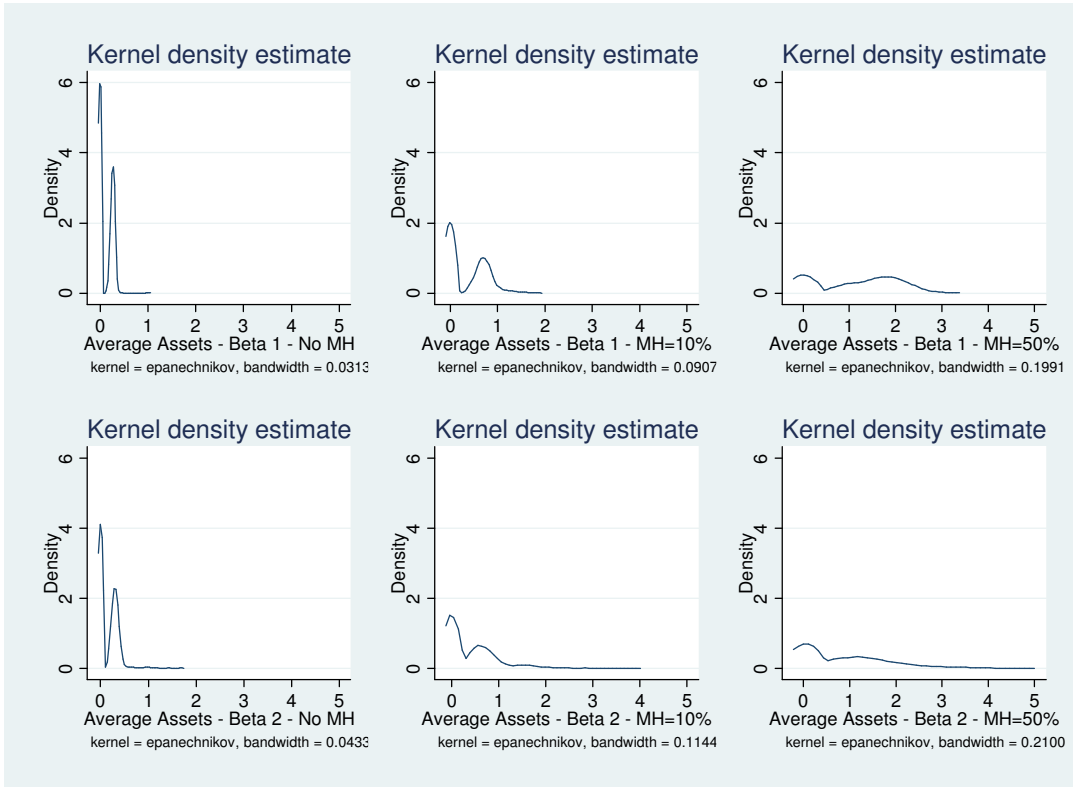 Kernel density estimate
6
4
2
0
Density
0 1 2 3 4 5
Average Assets - Beta 1 - No MH
kernel = epanechnikov, bandwidth = 0.0313
Kernel density estimate
6
4
2
0
Density
0 1 2 3 4 5
Average Assets - Beta 1 - MH=10%
kernel = epanechnikov, bandwidth = 0.0907
Kernel density estimate
6
4
2
0
Density
0 1 2 3 4 5
Average Assets - Beta 1 - MH=50%
kernel = epanechnikov, bandwidth = 0.1991
Kernel density estimate
6
4
2
0
Density
0 1 2 3 4 5
Average Assets - Beta 2 - No MH
kernel = epanechnikov, bandwidth = 0.0433
Kernel density estimate
6
4
2
0
Density
0 1 2 3 4 5
Average Assets - Beta 2 - MH=10%
kernel = epanechnikov, bandwidth = 0.1144
Kernel density estimate
6
4
2
0
Density
0 1 2 3 4 5
Average Assets - Beta 2 - MH=50%
kernel = epanechnikov, bandwidth = 0.2100